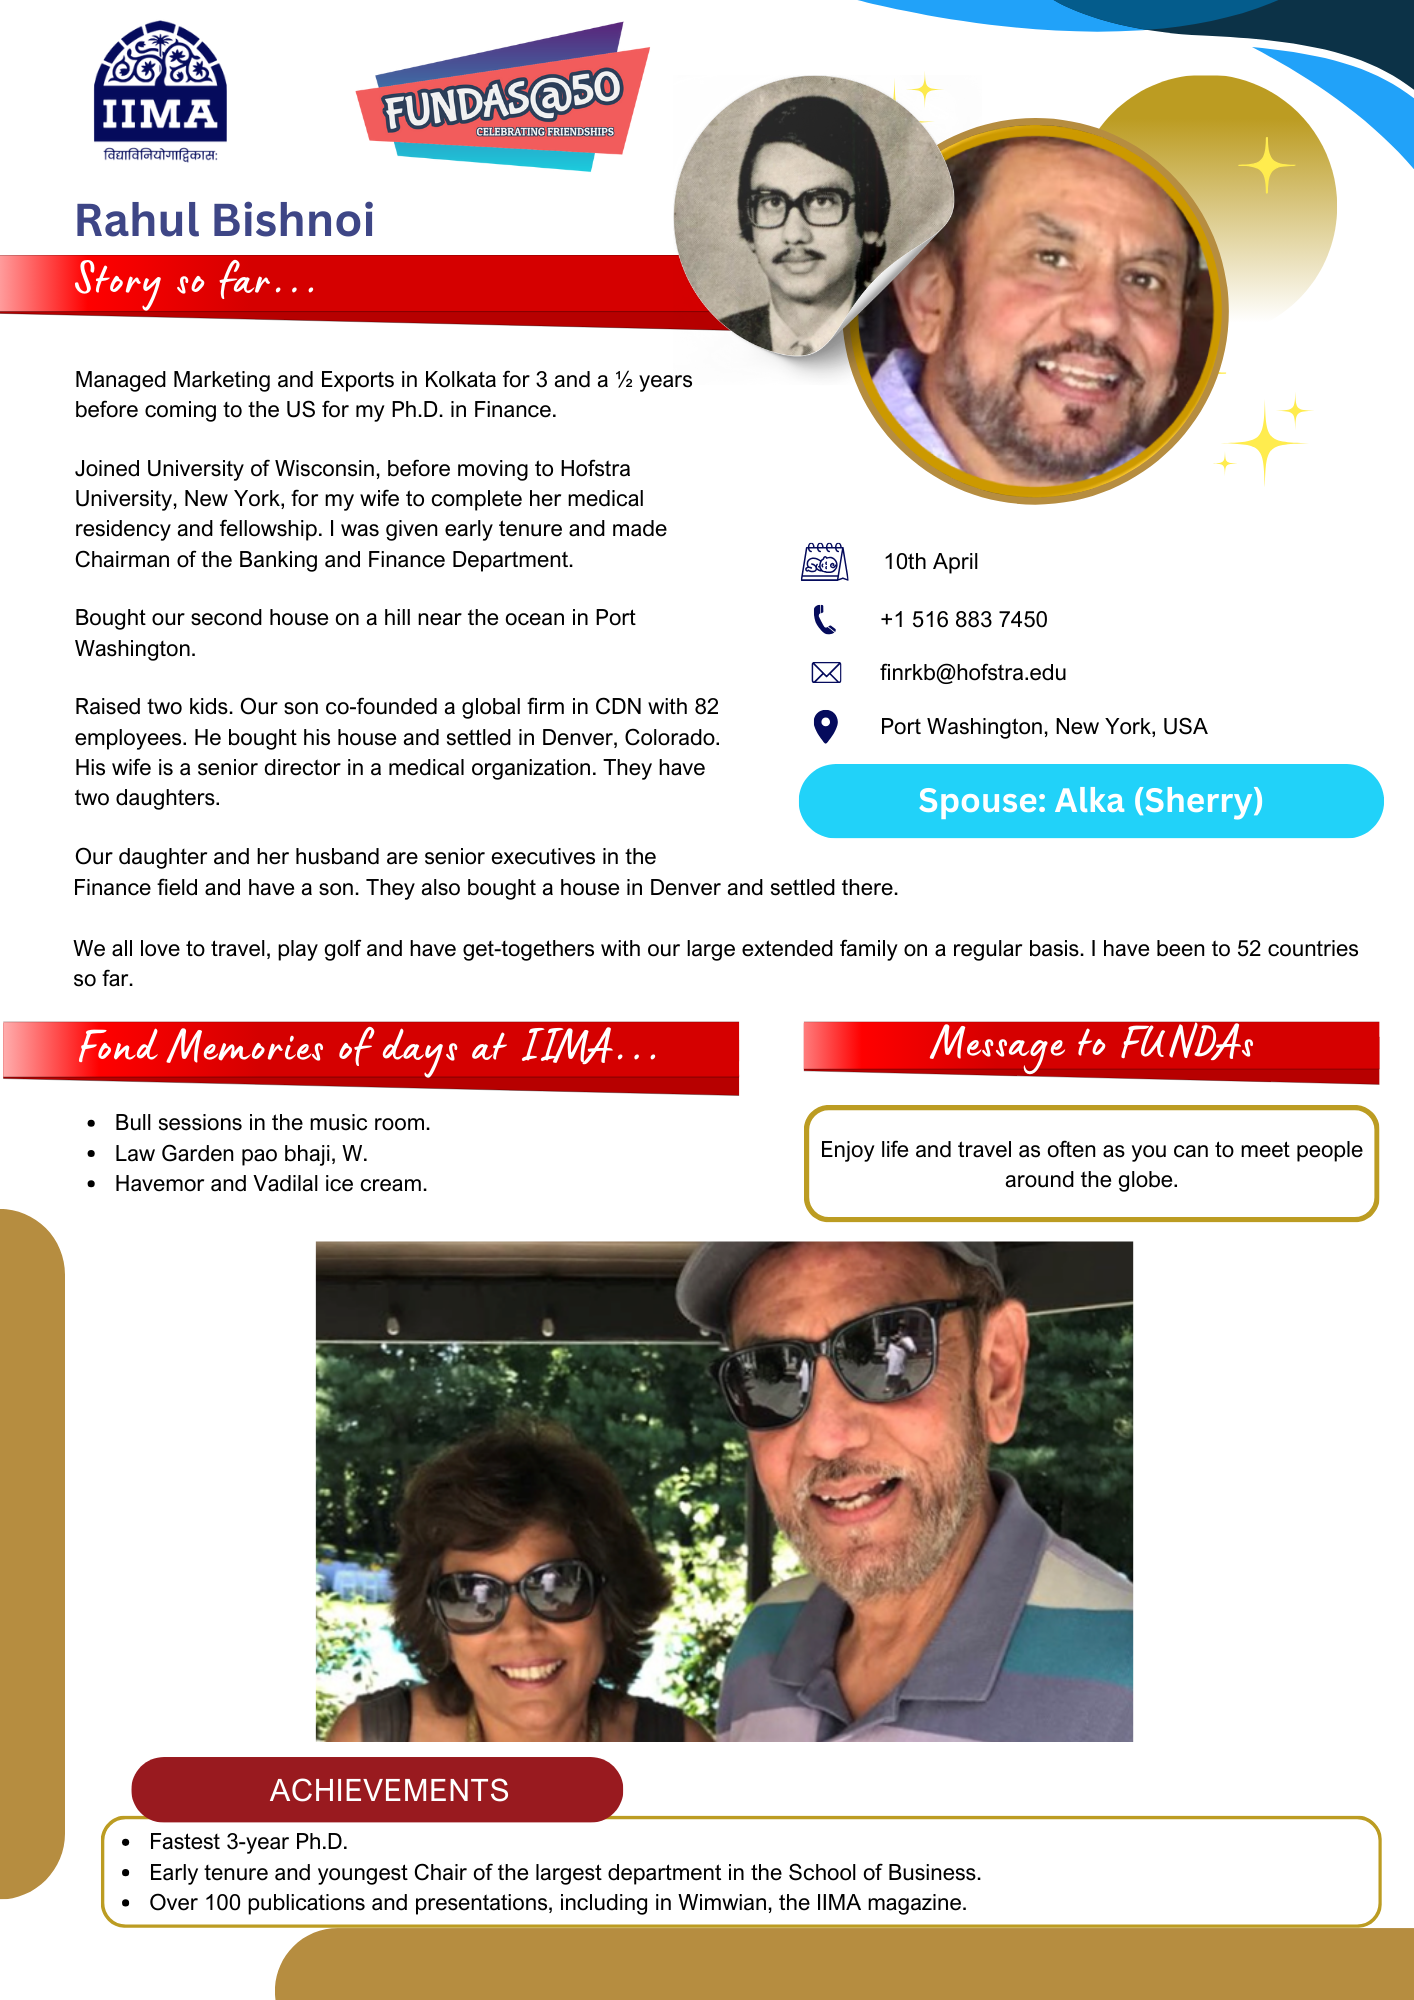 IIMA
विद्याविनियोगाद्विकास:
FUNDAS@50
CELEBRATING FRIENDSHIPS
Rahul Bishnoi
Story so far...
Managed Marketing and Exports in Kolkata for 3 and a ½ years
before coming to the US for my Ph.D. in Finance.
Joined University of Wisconsin, before moving to Hofstra
University, New York, for my wife to complete her medical
residency and fellowship. I was given early tenure and made
Chairman of the Banking and Finance Department.
Bought our second house on a hill near the ocean in Port
Washington.
Raised two kids. Our son co-founded a global firm in CDN with 82
employees. He bought his house and settled in Denver, Colorado.
His wife is a senior director in a medical organization. They have
two daughters.
Our daughter and her husband are senior executives in the
Finance field and have a son. They also bought a house in Denver and settled there.
We all love to travel, play golf and have get-togethers with our large extended family on a regular basis. I have been to 52 countries
so far.
10th April
+1 516 883 7450
finrkb@hofstra.edu
Port Washington, New York, USA
Spouse: Alka (Sherry)
Fond Memories of days at IIMA...
• Bull sessions in the music room.
• Law Garden pao bhaji, W.
• Havemor and Vadilal ice cream.
Message to FUNDAs
Enjoy life and travel as often as you can to meet people
around the globe.
ACHIEVEMENTS
• Fastest 3-year Ph.D.
• Early tenure and youngest Chair of the largest department in the School of Business.
• Over 100 publications and presentations, including in Wimwian, the IIMA magazine.